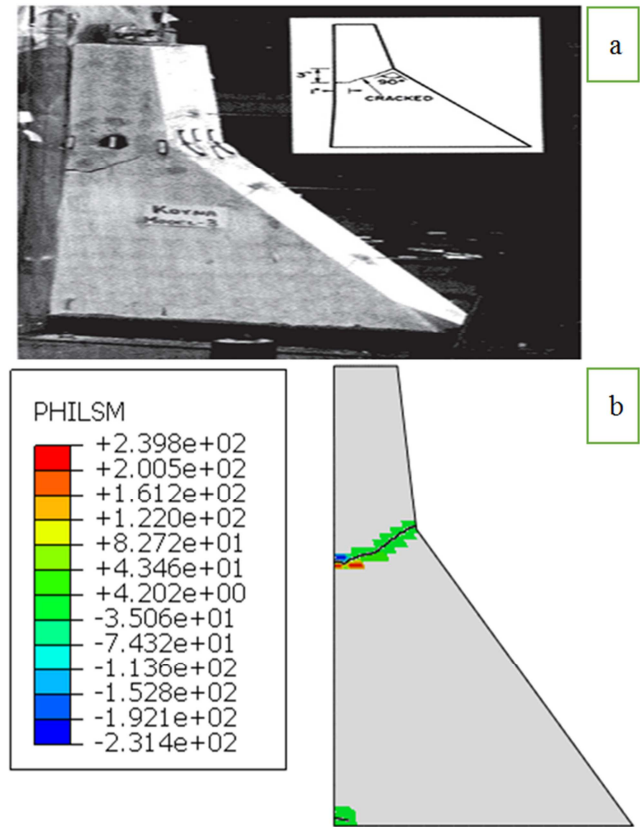 a
3"
1"
90°
CRACKED
KOYNA
MODEL-3
b
PHILSM
+2.398e+02
+2.005e+02
+1.612e+02
+1.220e+02
+8.272e+01
+4.346e+01
+4.202e+00
-3.506e+01
-7.432e+01
-1.136e+02
-1.528e+02
-1.921e+02
-2.314e+02